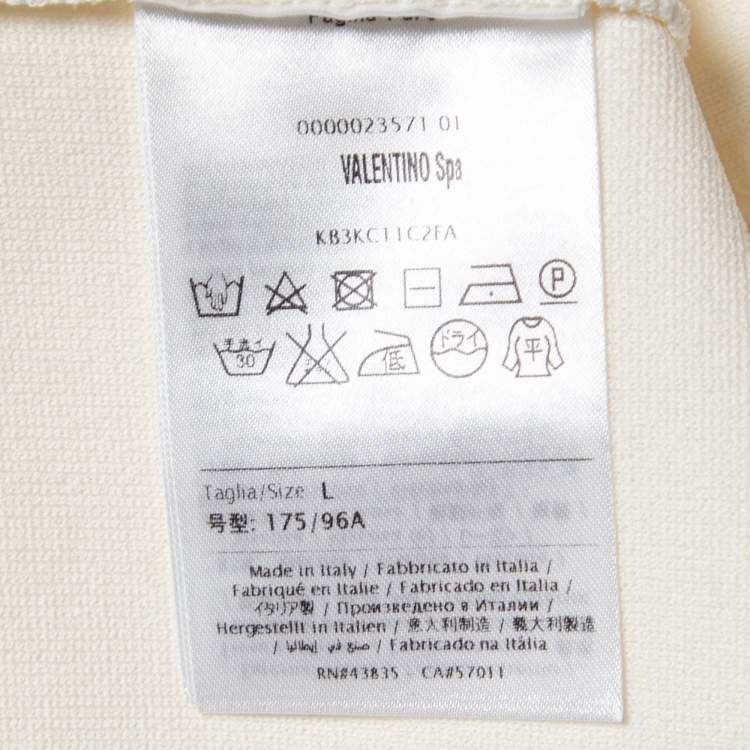 0000023571 01
VALENTINO Spa
KB3KC11C2FA
P
手洗イ 30 低 ドライ 平
Taglia/Size L
号型: 175/96A
Made in Italy / Fabbricato in Italia /
Fabriqué en Italie / Fabricado en Italia /
イタリア製 / Произведено в Италии /
Hergestellt in Italien / 意大利制造 / 義大利製造
/ صنع في إيطاليا / Fabricado na Itália
RN#43835 - CA#57011